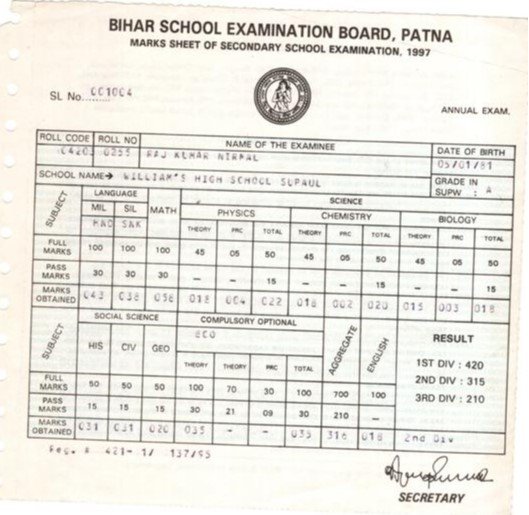 BIHAR SCHOOL EXAMINATION BOARD, PATNA
MARKS SHEET OF SECONDARY SCHOOL EXAMINATION, 1997
SL No. 001004
ANNUAL EXAM.
ROLL CODE ROLL NO NAME OF THE EXAMINEE DATE OF BIRTH
0255 RAJ KUMAR NIRMAL 05/01/81
SCHOOL NAME→ WILLIAM'S HIGH SCHOOL SUPAUL GRADE IN SUPW : A
SUBJECT LANGUAGE MATH SCIENCE
MIL SIL PHYSICS CHEMISTRY BIOLOGY
HND SNK THEORY PRC TOTAL THEORY PRC TOTAL THEORY PRC TOTAL
FULL MARKS 100 100 100 45 05 50 45 05 50 45 05 50
PASS MARKS 30 30 30 – – 15 – – 15 – – 15
MARKS OBTAINED 043 038 058 018 004 022 018 002 020 015 003 018
SUBJECT SOCIAL SCIENCE COMPULSORY OPTIONAL AGGREGATE ENGLISH RESULT
HIS CIV GEO ECO
THEORY THEORY PRC TOTAL
1ST DIV : 420
2ND DIV : 315
3RD DIV : 210
FULL MARKS 50 50 50 100 70 30 100 700 100
PASS MARKS 15 15 15 30 21 09 30 210 –
MARKS OBTAINED 031 031 020 035 – – 035 316 018 2nd Div
Reg. # 421- 1/ 137/95
SECRETARY